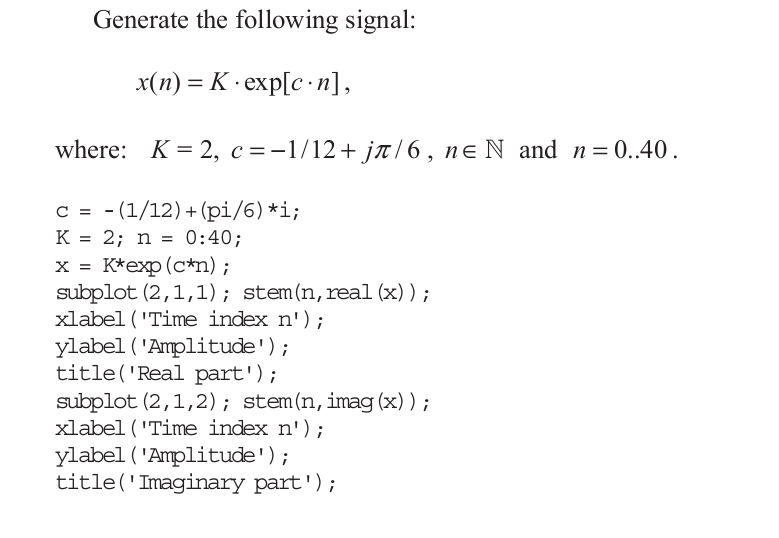 Generate the following signal:
x(n) = K · exp[c · n],
where: K = 2, c = −1/12 + jπ/6, n ∈ ℕ and n = 0..40.
c = -(1/12)+(pi/6)*i;
K = 2; n = 0:40;
x = K*exp(c*n);
subplot(2,1,1); stem(n,real(x));
xlabel('Time index n');
ylabel('Amplitude');
title('Real part');
subplot(2,1,2); stem(n,imag(x));
xlabel('Time index n');
ylabel('Amplitude');
title('Imaginary part');